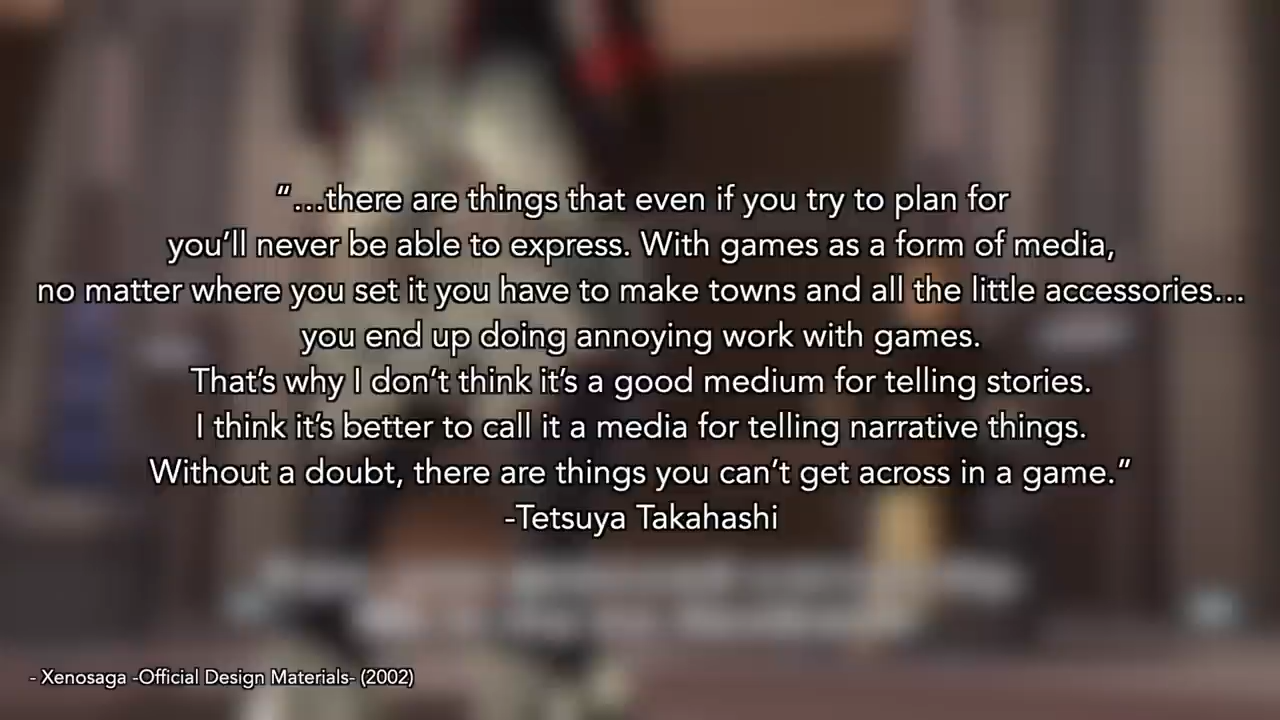 “...there are things that even if you try to plan for
you’ll never be able to express. With games as a form of media,
no matter where you set it you have to make towns and all the little accessories...
you end up doing annoying work with games.
That’s why I don’t think it’s a good medium for telling stories.
I think it’s better to call it a media for telling narrative things.
Without a doubt, there are things you can’t get across in a game.”
-Tetsuya Takahashi
- Xenosaga -Official Design Materials- (2002)